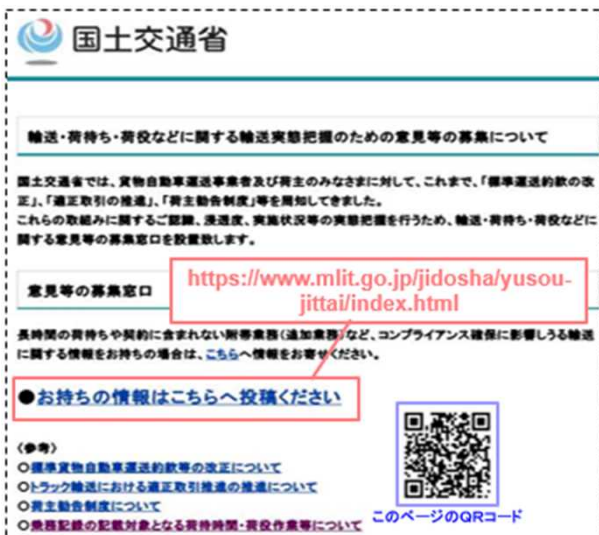 国土交通省
輸送・荷待ち・荷役などに関する輸送実態把握のための意見等の募集について
国土交通省では、貨物自動車運送事業者及び荷主のみなさまに対して、これまで、「標準運送約款の改
正」、「適正取引の推進」、「荷主勧告制度」等を周知してきました。
これらの取組みに関するご認識、浸透度、実施状況等の実態把握を行うため、輸送・荷待ち・荷役などに
関する意見等の募集窓口を設置致します。
意見等の募集窓口
https://www.mlit.go.jp/jidosha/yusou-
jittai/index.html
長時間の荷待ちや契約に含まれない附帯業務(追加業務)など、コンプライアンス確保に影響しうる輸送
に関する情報をお持ちの場合は、こちらへ情報をお寄せください。
●お持ちの情報はこちらへ投稿ください
(参考)
○標準貨物自動車運送約款等の改正について
○トラック輸送における適正取引推進の推進について
○荷主勧告制度について
○乗務記録の記載対象となる荷待時間・荷役作業等について
このページのQRコード